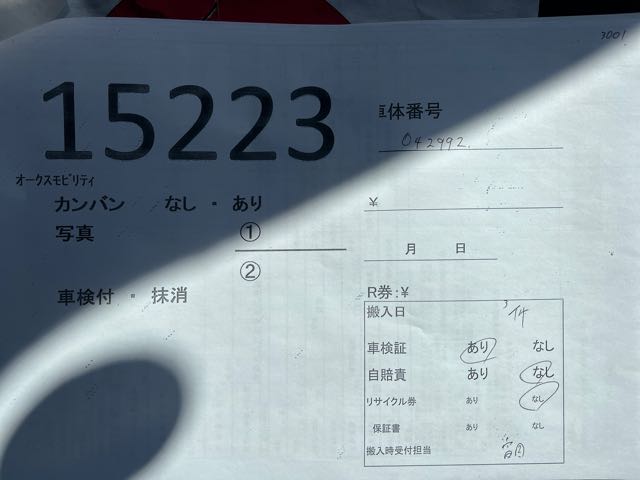 3001
15223
車体番号
042992
オークスモビリティ
カンバン なし ・ あり
¥
写真 ①
月 日
②
車検付 ・ 抹消
R券:¥
搬入日
車検証 あり なし
自賠責 あり なし
リサイクル券 あり なし
保証書 あり なし
搬入時受付担当